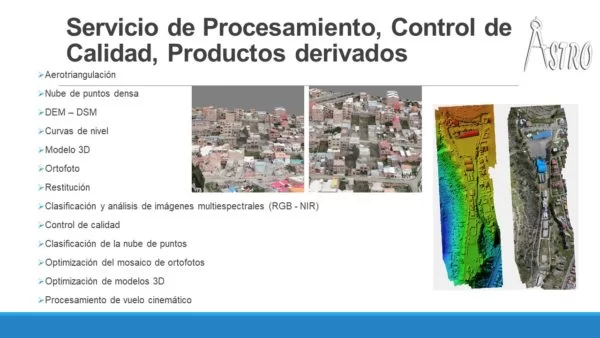 Servicio de Procesamiento, Control de
Calidad, Productos derivados
ASTRO
➢Aerotriangulación
➢Nube de puntos densa
➢DEM – DSM
➢Curvas de nivel
➢Modelo 3D
➢Ortofoto
➢Restitución
➢Clasificación y análisis de imágenes multiespectrales (RGB - NIR)
➢Control de calidad
➢Clasificación de la nube de puntos
➢Optimización del mosaico de ortofotos
➢Optimización de modelos 3D
➢Procesamiento de vuelo cinemático